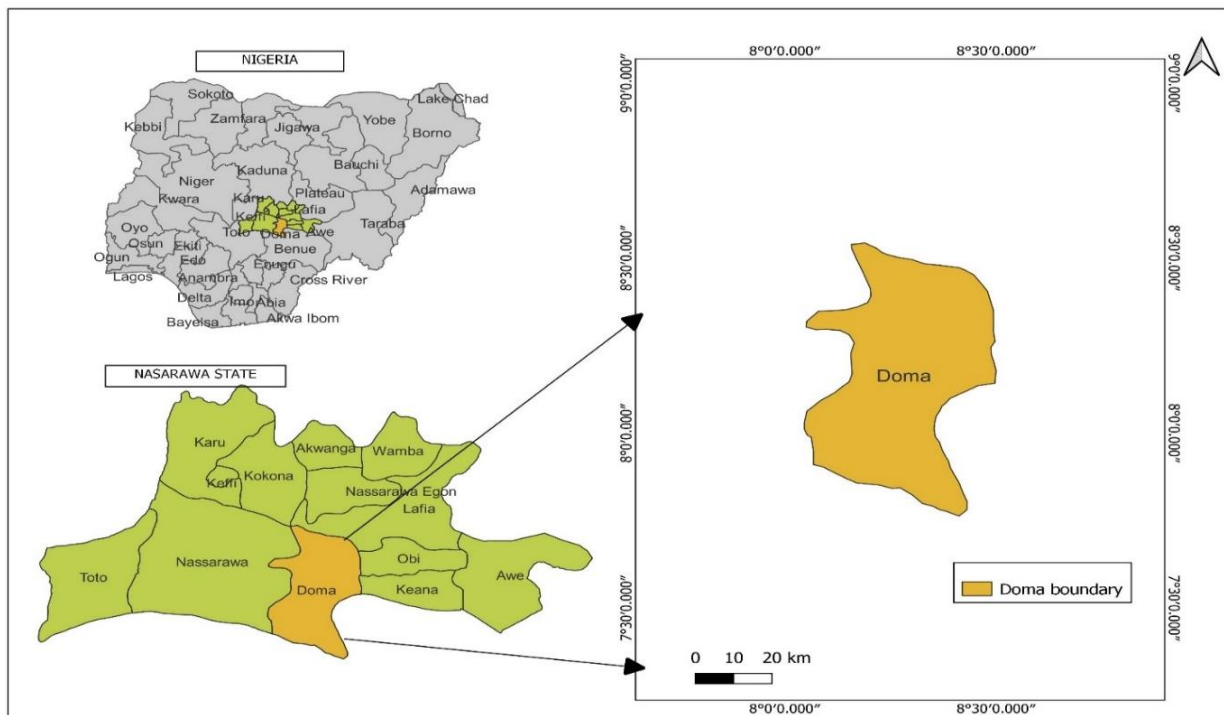 NIGERIA
Sokoto
Lake Chad
Kebbi
Zamfara
Jigawa
Yobe
Borno
Kaduna
Bauchi
Niger
Adamawa
Kwara
Karu
Plateau
Keffi
Lafia
Taraba
Oyo
Toto
Doma
Awe
Osun
Ekiti
Benue
Ogun
Edo
Enugu
Lagos
Anambra
Cross River
Delta
Imo
Abia
Bayelsa
Akwa Ibom
NASARAWA STATE
Karu
Akwanga
Wamba
Keffi
Kokona
Nassarawa Egon
Lafia
Toto
Nassarawa
Doma
Obi
Keana
Awe
8°0'0.000"
8°30'0.000"
9°0'0.000"
9°0'0.000"
8°30'0.000"
8°30'0.000"
Doma
8°0'0.000"
8°0'0.000"
7°30'0.000"
7°30'0.000"
Doma boundary
0 10 20 km
8°0'0.000"
8°30'0.000"